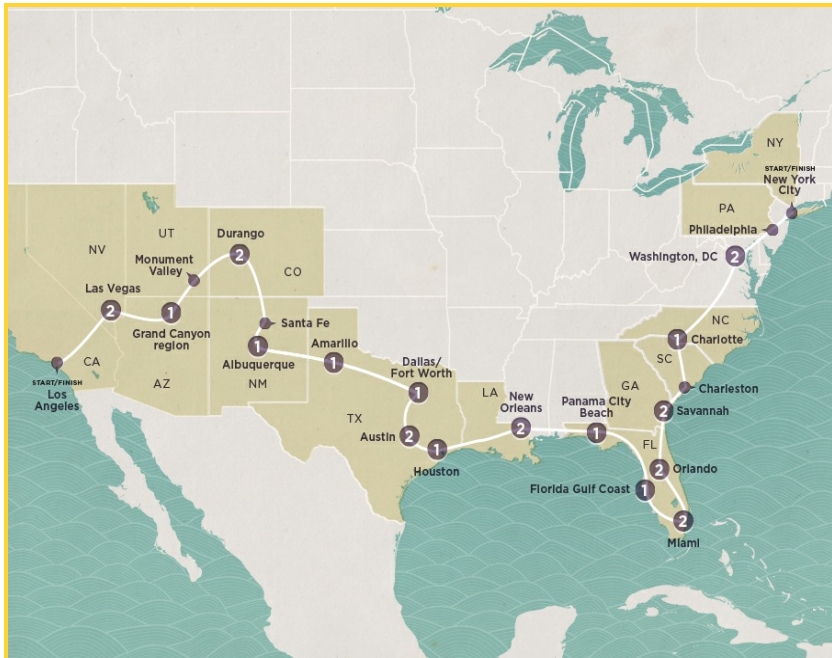 NY
START/FINISH
New York
City
PA
Philadelphia
Washington, DC
2
NV
UT
Monument
Valley
Durango
2
CO
Las Vegas
2
1
Grand Canyon
region
Santa Fe
1
Albuquerque
Amarillo
1
CA
START/FINISH
Los
Angeles
AZ
NM
Dallas/
Fort Worth
1
TX
Austin
2
1
Houston
LA
New
Orleans
2
Panama City
Beach
1
NC
1
Charlotte
SC
GA
Charleston
2
Savannah
FL
2
Orlando
Florida Gulf Coast
1
2
Miami